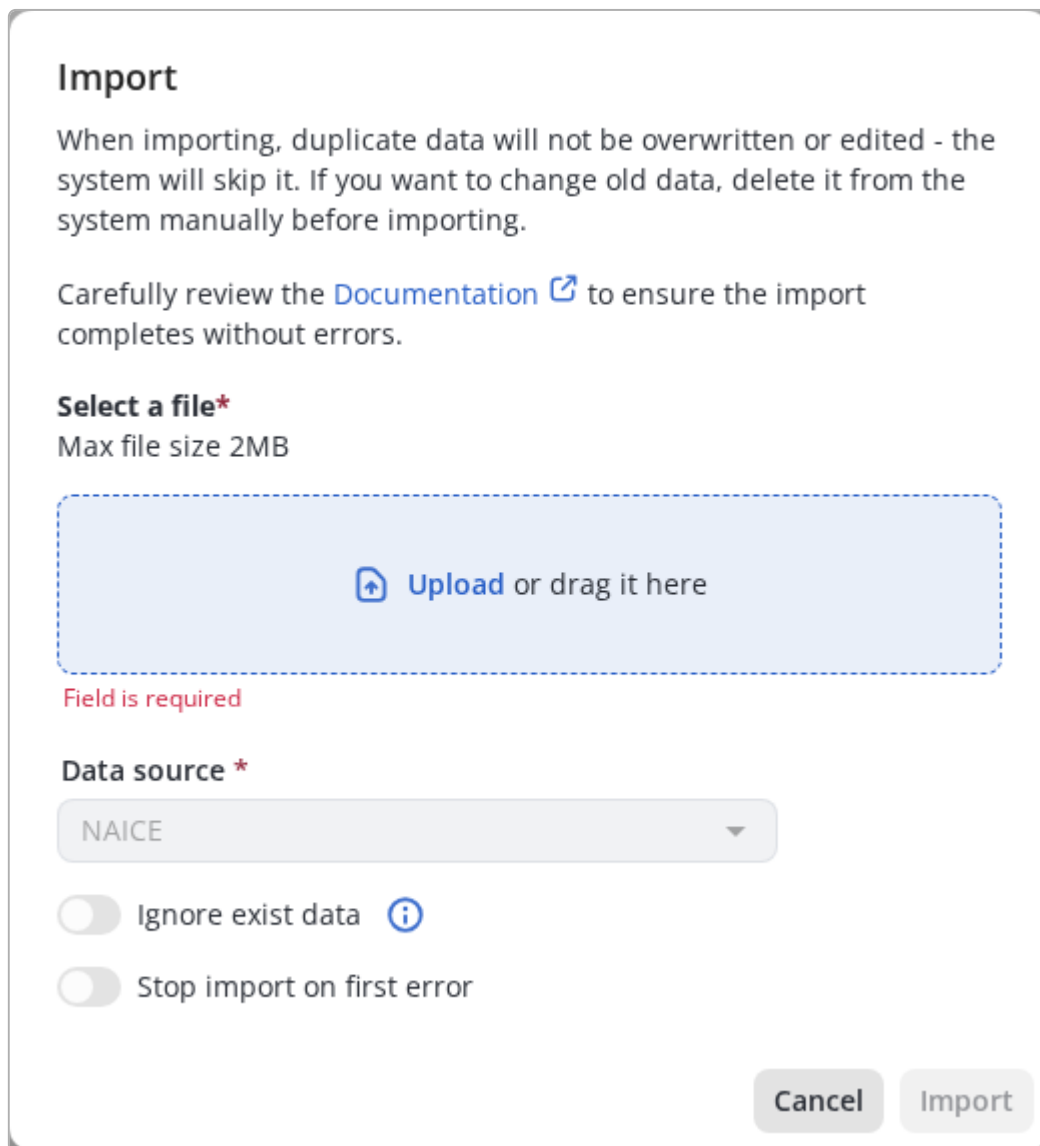 Import
When importing, duplicate data will not be overwritten or edited - the
system will skip it. If you want to change old data, delete it from the
system manually before importing.
Carefully review the Documentation to ensure the import
completes without errors.
Select a file*
Max file size 2MB
Upload or drag it here
Field is required
Data source *
NAICE
Ignore exist data
Stop import on first error
Cancel Import